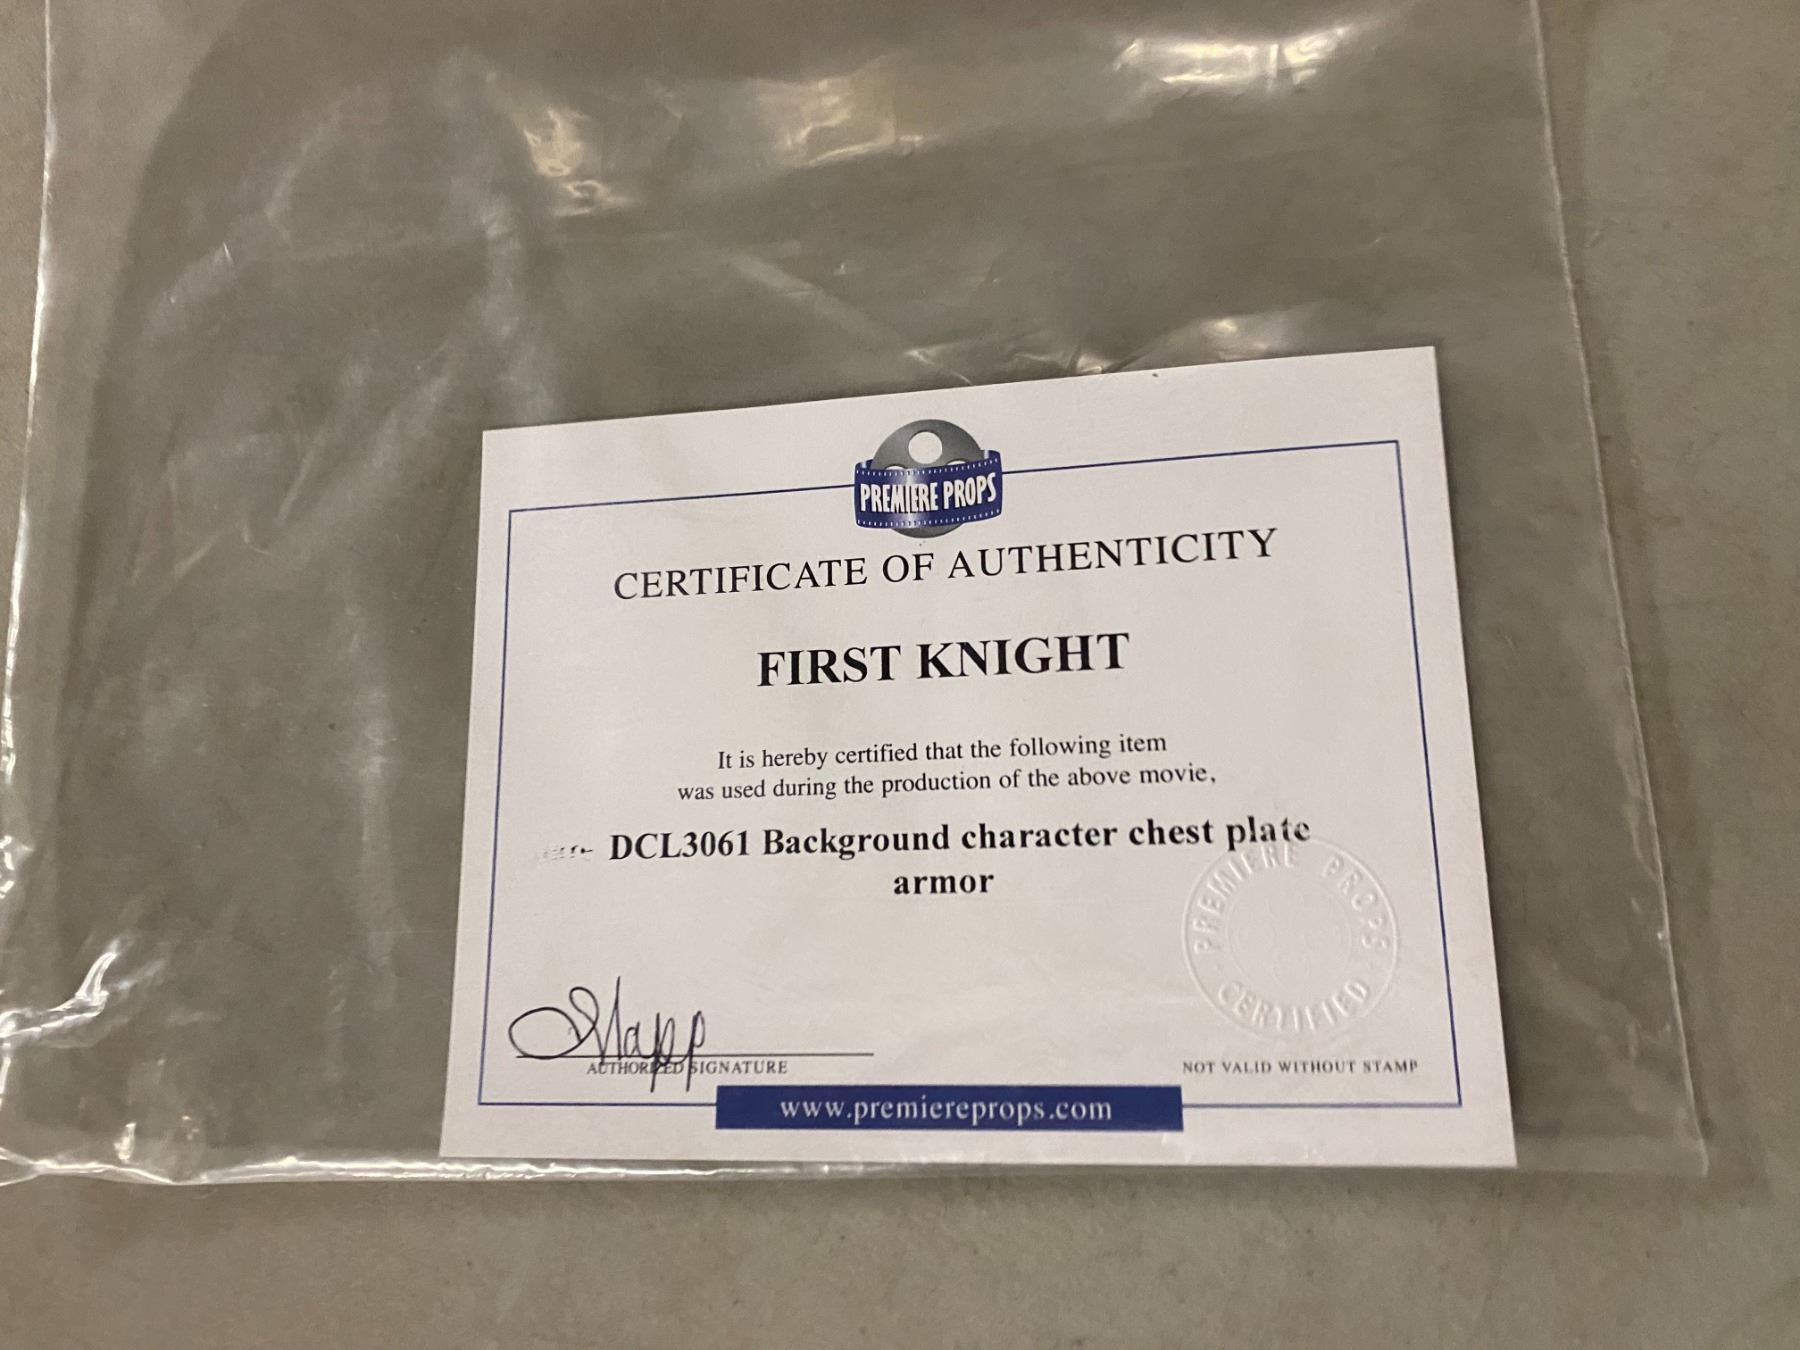 PREMIERE PROPS
CERTIFICATE OF AUTHENTICITY
FIRST KNIGHT
It is hereby certified that the following item
was used during the production of the above movie,
DCL3061 Background character chest plate
armor
PREMIERE PROPS
CERTIFIED
AUTHORIZED SIGNATURE
NOT VALID WITHOUT STAMP
www.premiereprops.com